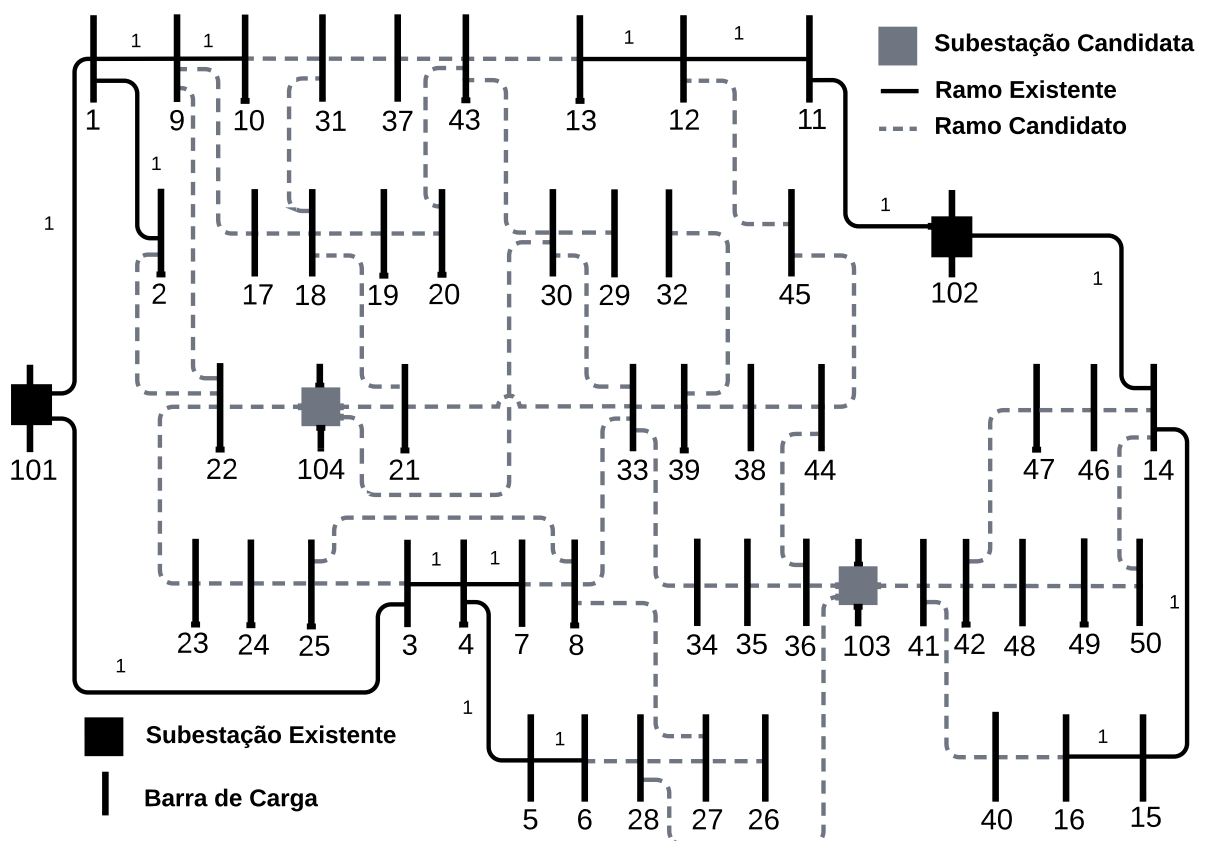 1 1 1 1
Subestação Candidata
Ramo Existente
1 9 10 31 37 43 13 12 11
Ramo Candidato
1
1 1
1
2 17 18 19 20 30 29 32 45 102
101 22 104 21 33 39 38 44 47 46 14
1 1
1
23 24 25 3 4 7 8 34 35 36 103 41 42 48 49 50
1
1
Subestação Existente
1 1
Barra de Carga
5 6 28 27 26 40 16 15